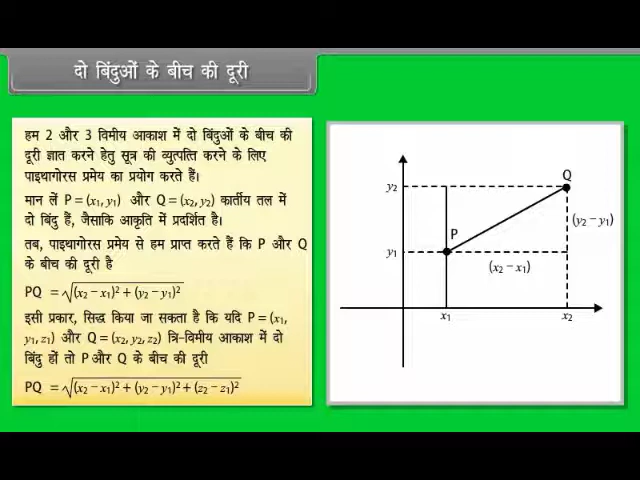 दो बिंदुओं के बीच की दूरी
हम 2 और 3 विमीय आकाश में दो बिंदुओं के बीच की
दूरी ज्ञात करने हेतु सूत्र की व्युत्पत्ति करने के लिए
पाइथागोरस प्रमेय का प्रयोग करते हैं।
मान लें P = (x₁, y₁) और Q = (x₂, y₂) कार्तीय तल में
दो बिंदु हैं, जैसाकि आकृति में प्रदर्शित है।
तब, पाइथागोरस प्रमेय से हम प्राप्त करते हैं कि P और Q
के बीच की दूरी है
PQ = √(x₂ − x₁)² + (y₂ − y₁)²
इसी प्रकार, सिद्ध किया जा सकता है कि यदि P = (x₁,
y₁, z₁) और Q = (x₂, y₂, z₂) त्रि-विमीय आकाश में दो
बिंदु हों तो P और Q के बीच की दूरी
PQ = √(x₂ − x₁)² + (y₂ − y₁)² + (z₂ − z₁)²
Q
y₂
(y₂ − y₁)
P
y₁
(x₂ − x₁)
x₁
x₂